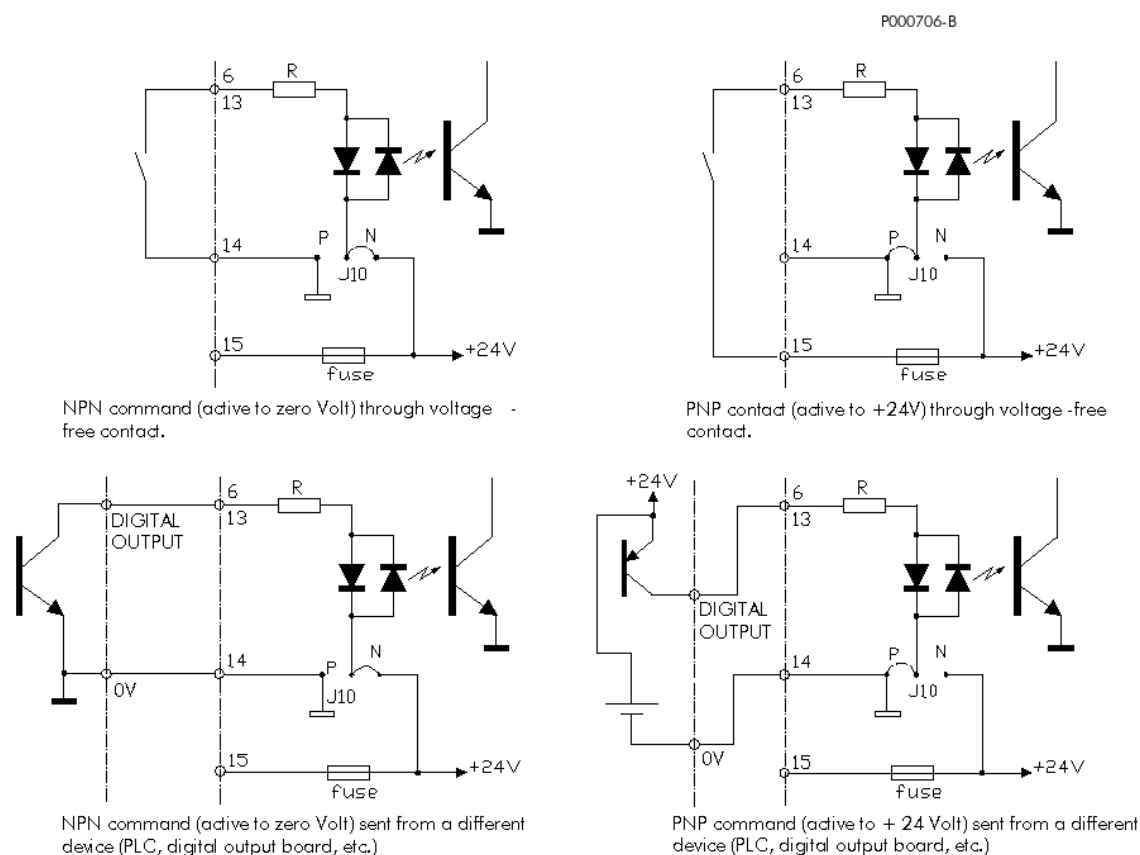 P000706-B
6
R
13
14
P
N
J10
15
+24V
fuse
NPN command (active to zero Volt) through voltage -
free contact.
6
R
13
14
P
N
J10
15
+24V
fuse
PNP contact (active to +24V) through voltage -free
contact.
6
R
13
DIGITAL
OUTPUT
14
P
N
0V
J10
15
+24V
fuse
NPN command (active to zero Volt) sent from a different
device (PLC, digital output board, etc.)
+24V
6
R
13
DIGITAL
OUTPUT
14
P
N
J10
0V
15
+24V
fuse
PNP command (active to + 24 Volt) sent from a different
device (PLC, digital output board, etc.)